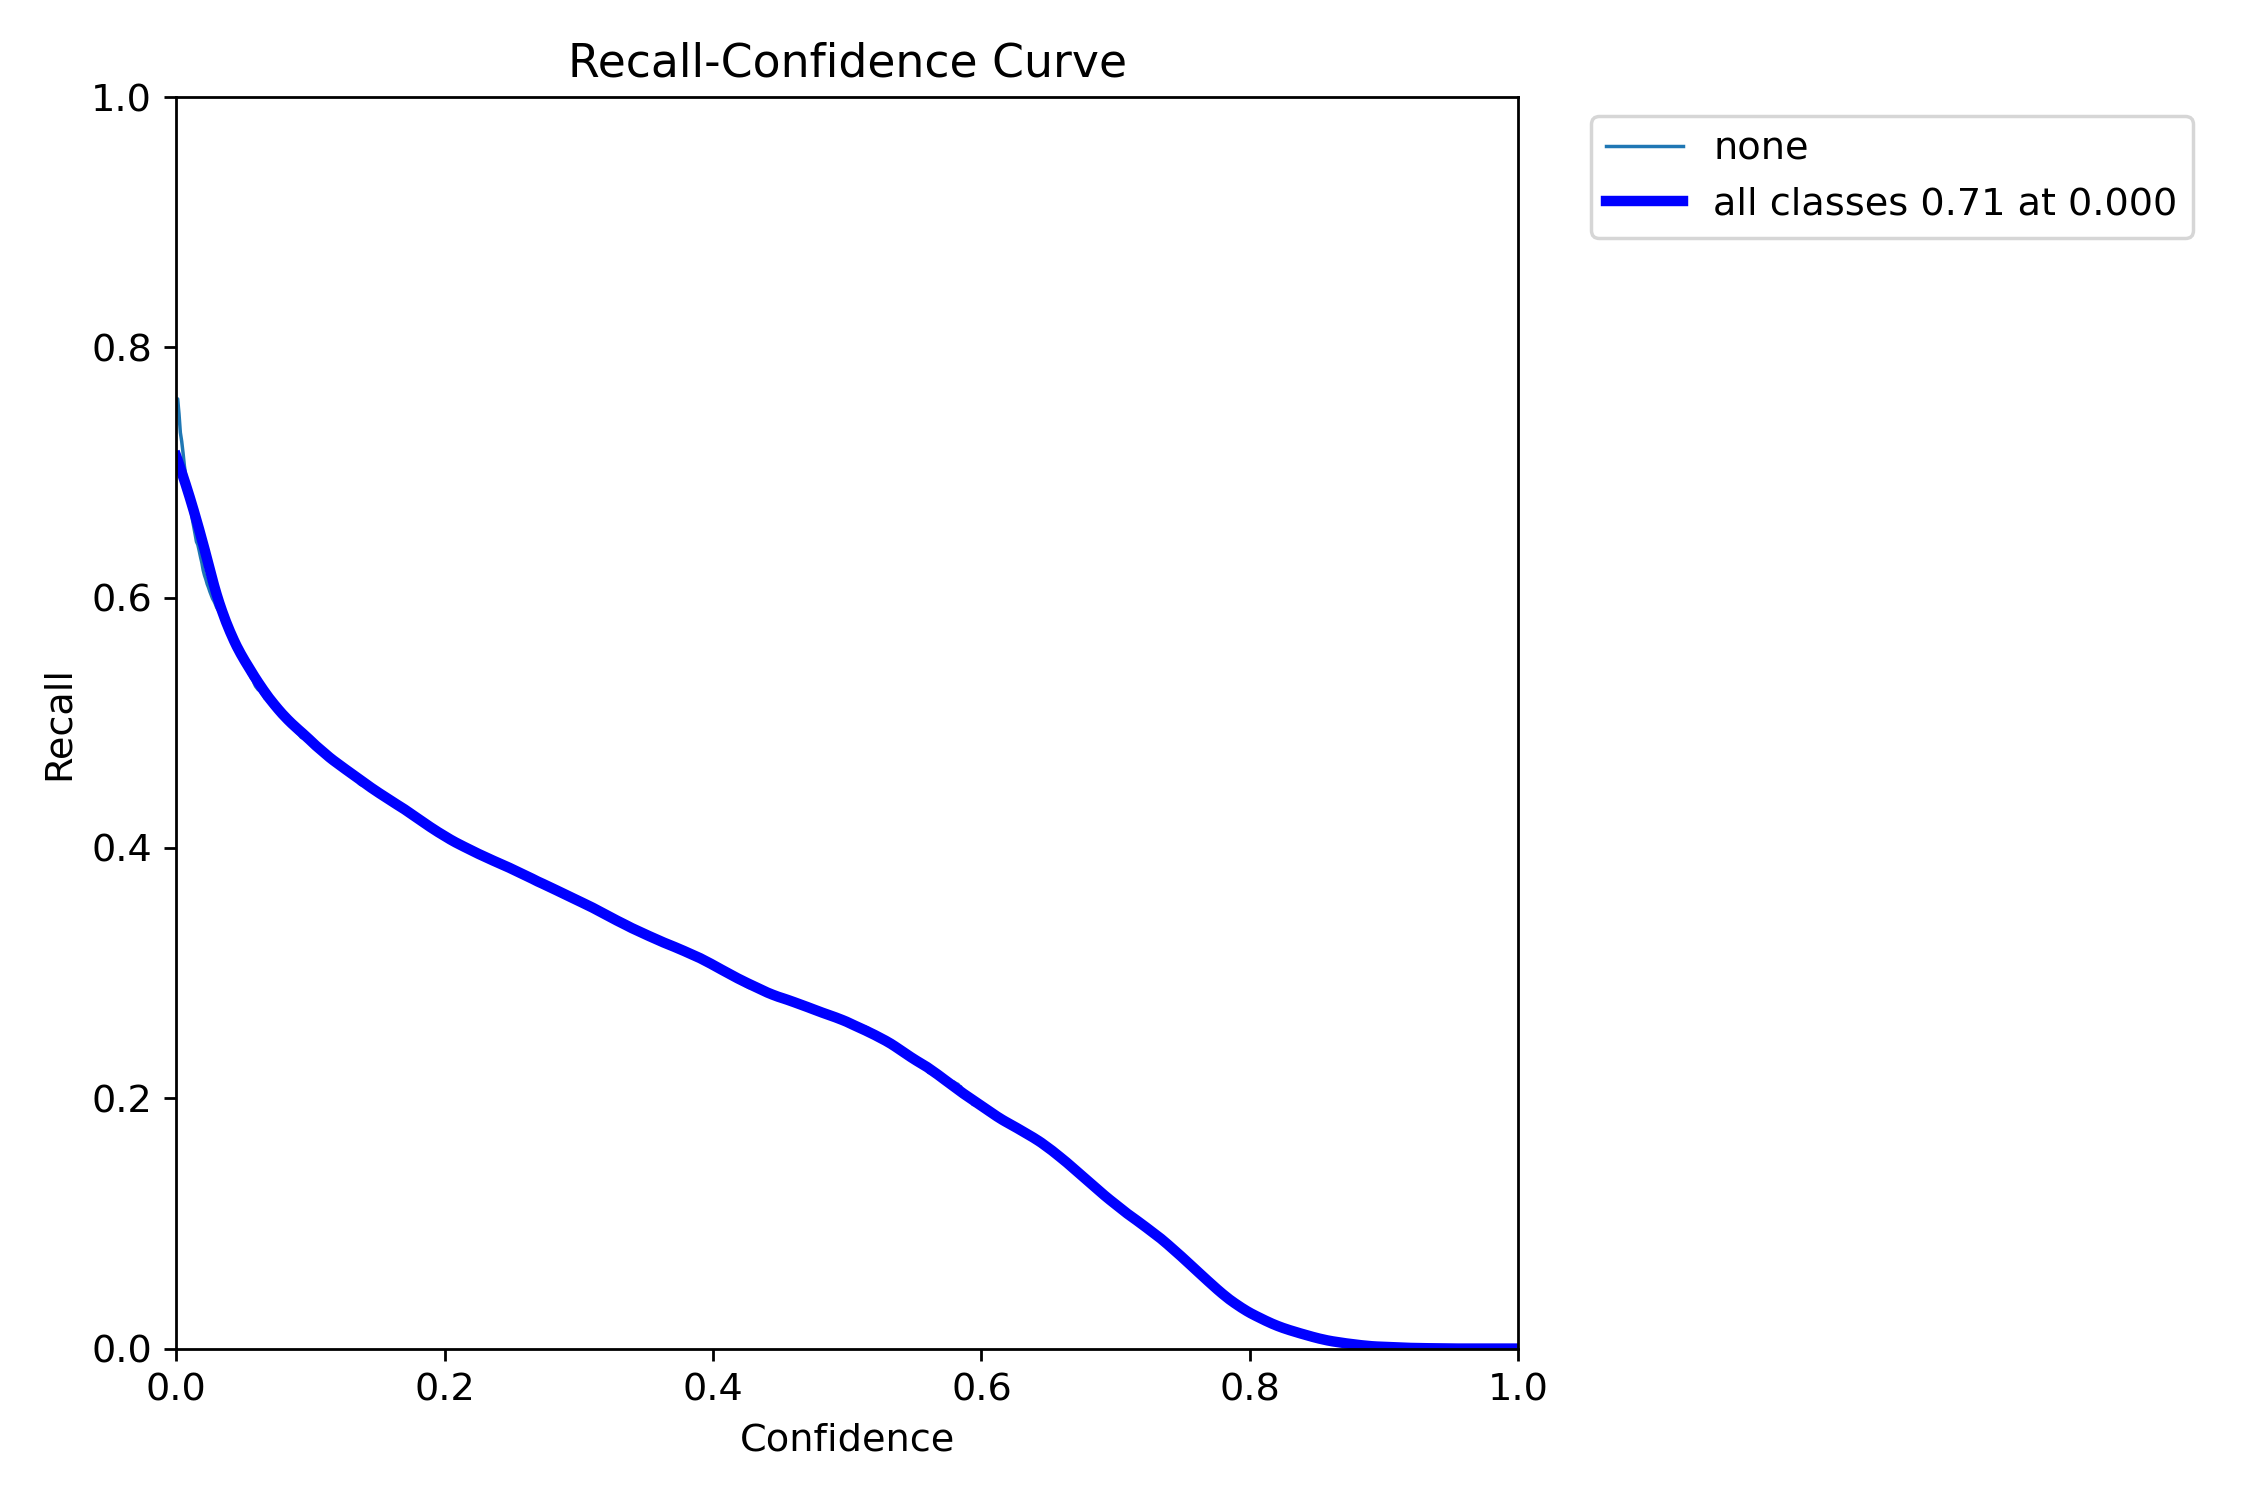 Recall-Confidence Curve
1.0
0.8
0.6
0.4
0.2
0.0
Recall
0.0 0.2 0.4 0.6 0.8 1.0
Confidence
none
all classes 0.71 at 0.000